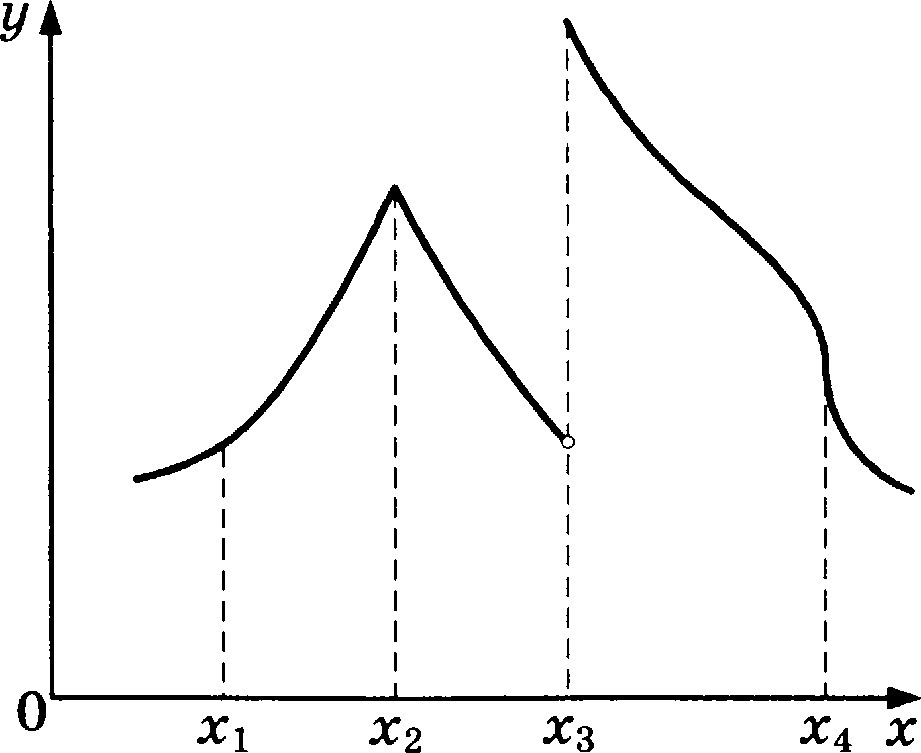 y
0
x₁ x₂ x₃ x₄ x